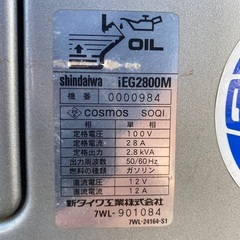 OIL
shindaiwa iEG2800M
機番 0000984
cosmos SOQI
相 単相
定格電圧 100V
定格電流 28A
定格出力 2.8kVA
出力周波数 50/60Hz
燃料の種類 ガソリン
直流電圧 12V
直流電流 12A
新ダイワ工業株式会社
7WL-901084
7WL-24164-S1